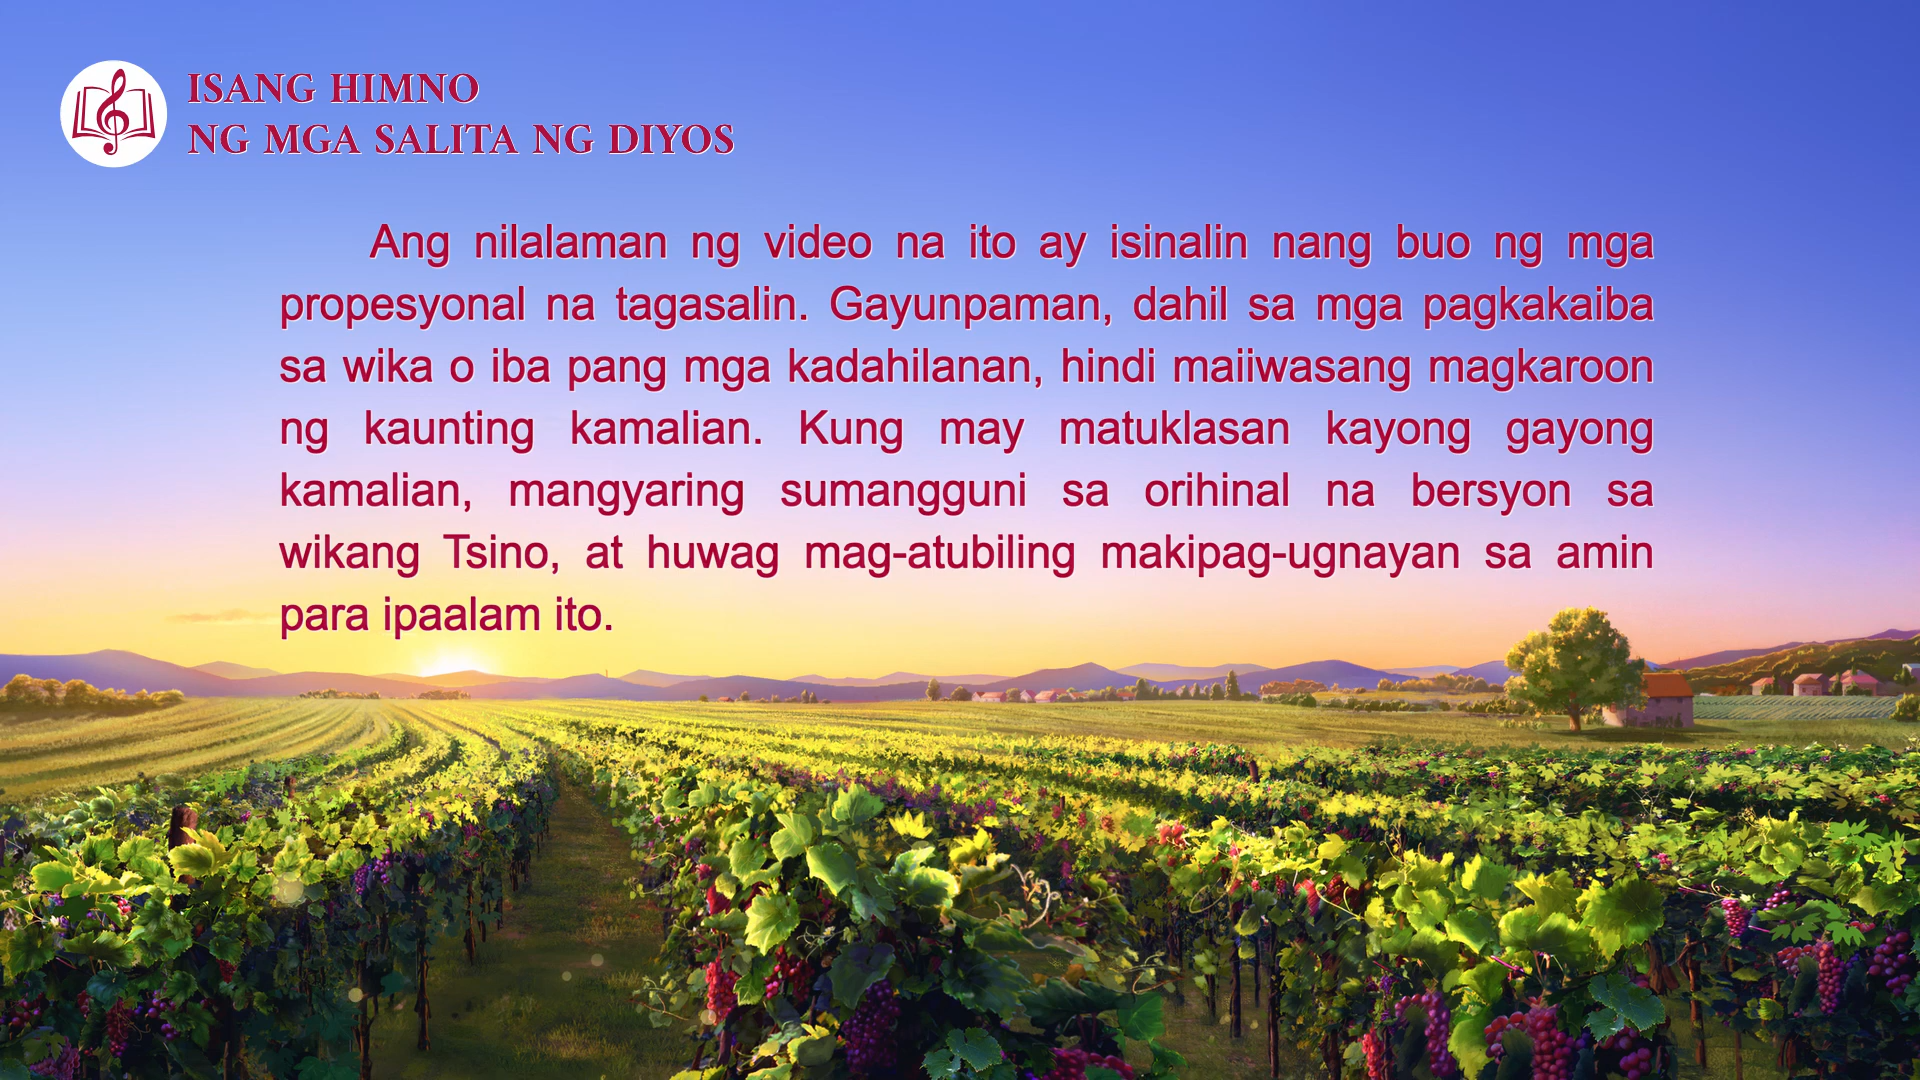 ISANG HIMNO
NG MGA SALITA NG DIYOS
Ang nilalaman ng video na ito ay isinalin nang buo ng mga
propesyonal na tagasalin. Gayunpaman, dahil sa mga pagkakaiba
sa wika o iba pang mga kadahilanan, hindi maiiwasang magkaroon
ng kaunting kamalian. Kung may matuklasan kayong gayong
kamalian, mangyaring sumangguni sa orihinal na bersyon sa
wikang Tsino, at huwag mag-atubiling makipag-ugnayan sa amin
para ipaalam ito.